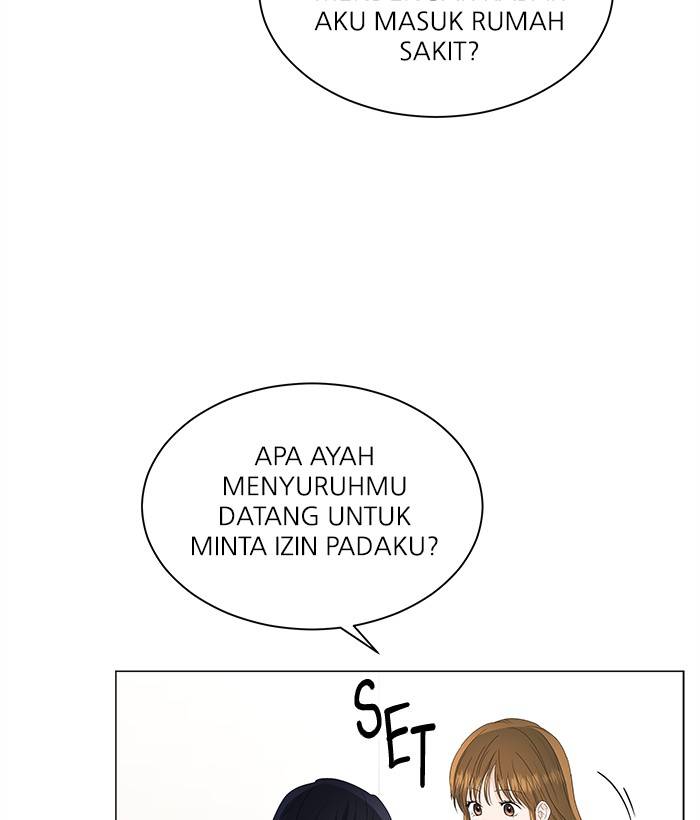 AKU MASUK RUMAH
SAKIT?
APA AYAH
MENYURUHMU
DATANG UNTUK
MINTA IZIN PADAKU?
SET